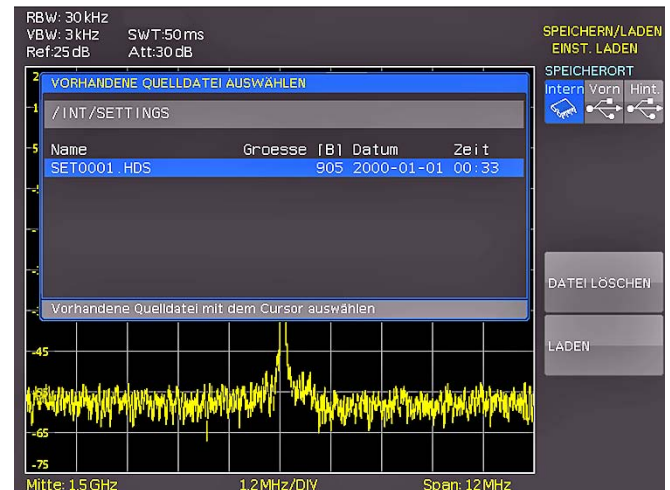 RBW: 30 kHz
VBW: 3 kHz SWT:50 ms
Ref:25 dB Att:30 dB
SPEICHERN/LADEN
EINST. LADEN
SPEICHERORT
Intern Vorn Hint.
VORHANDENE QUELLDATEI AUSWÄHLEN
/INT/SETTINGS
Name Groesse [B] Datum Zeit
SET0001.HDS 905 2000-01-01 00:33
Vorhandene Quelldatei mit dem Cursor auswählen
DATEI LÖSCHEN
LADEN
-45
-65
-75
Mitte: 1.5 GHz 1.2 MHz/DIV Span: 12 MHz